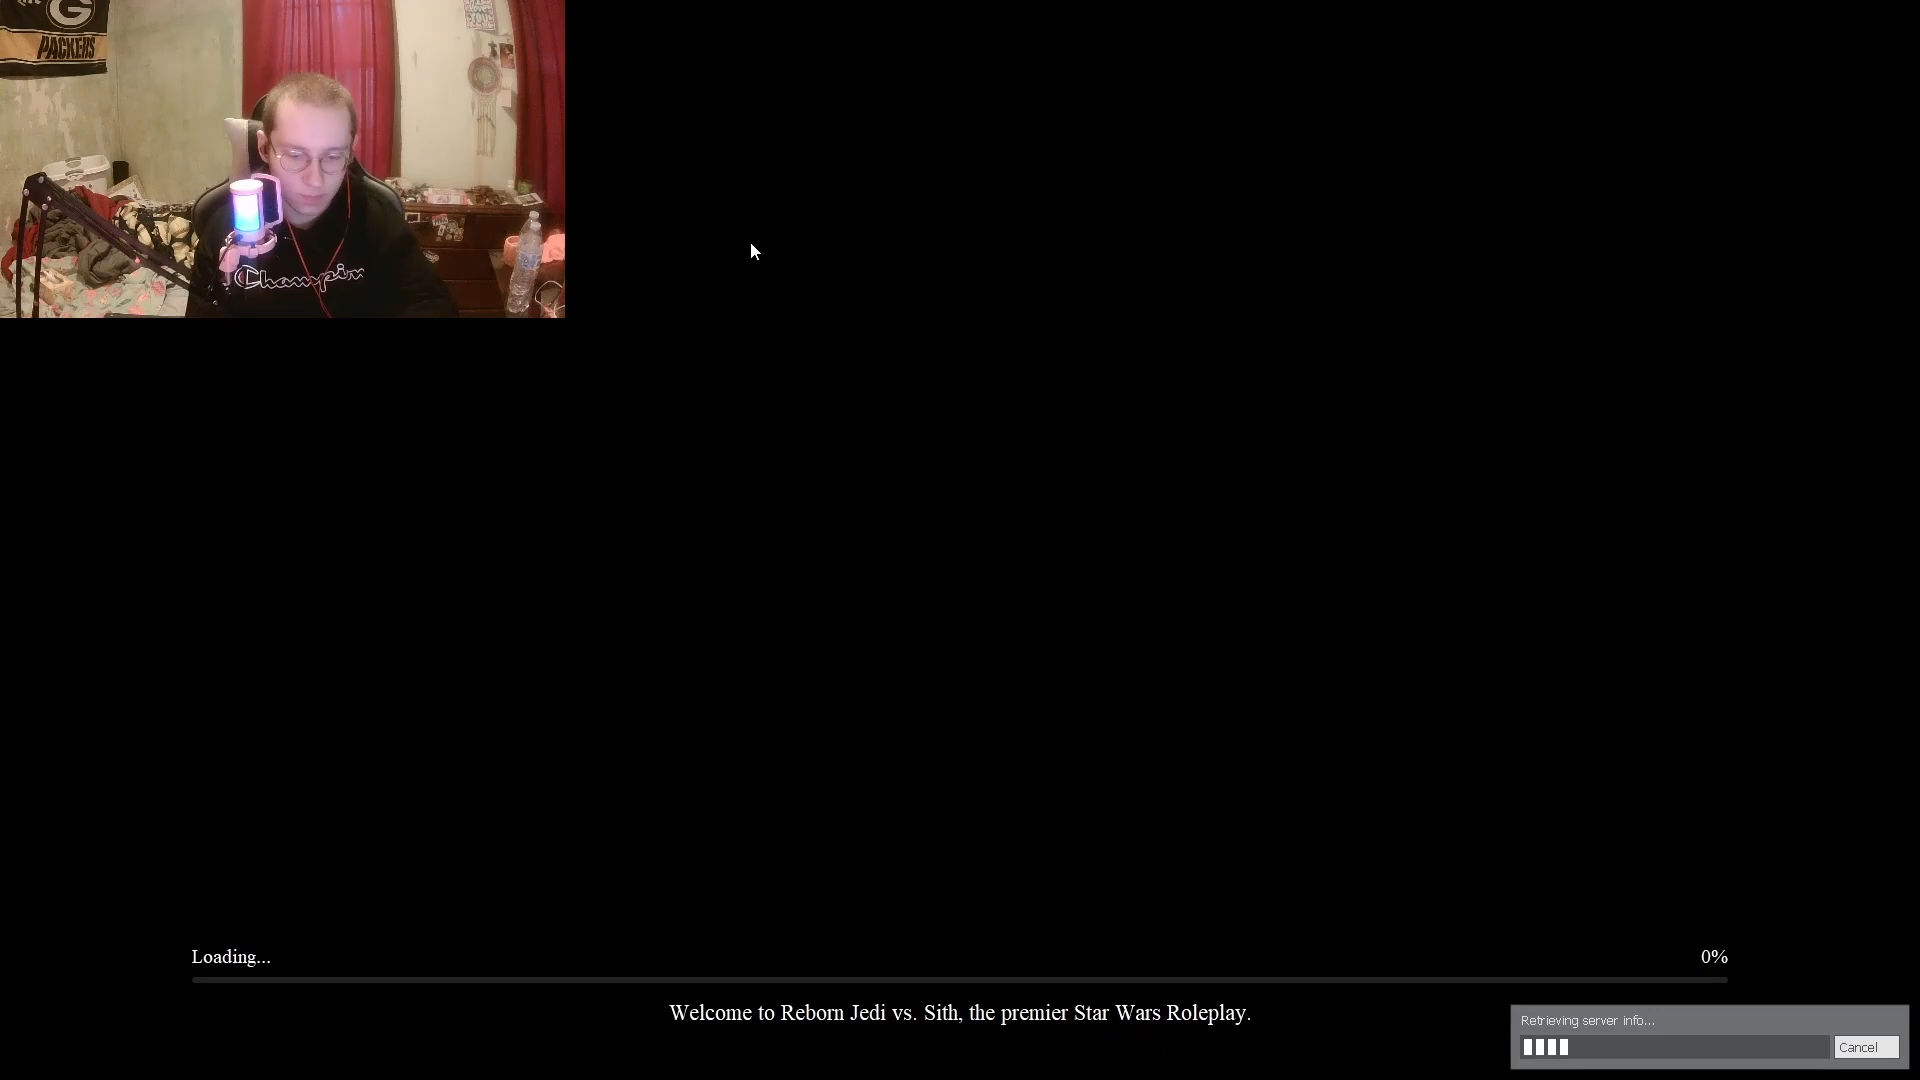 G
PACKERS
Champion
Loading...
0%
Welcome to Reborn Jedi vs. Sith, the premier Star Wars Roleplay.
Retrieving server info...
Cancel